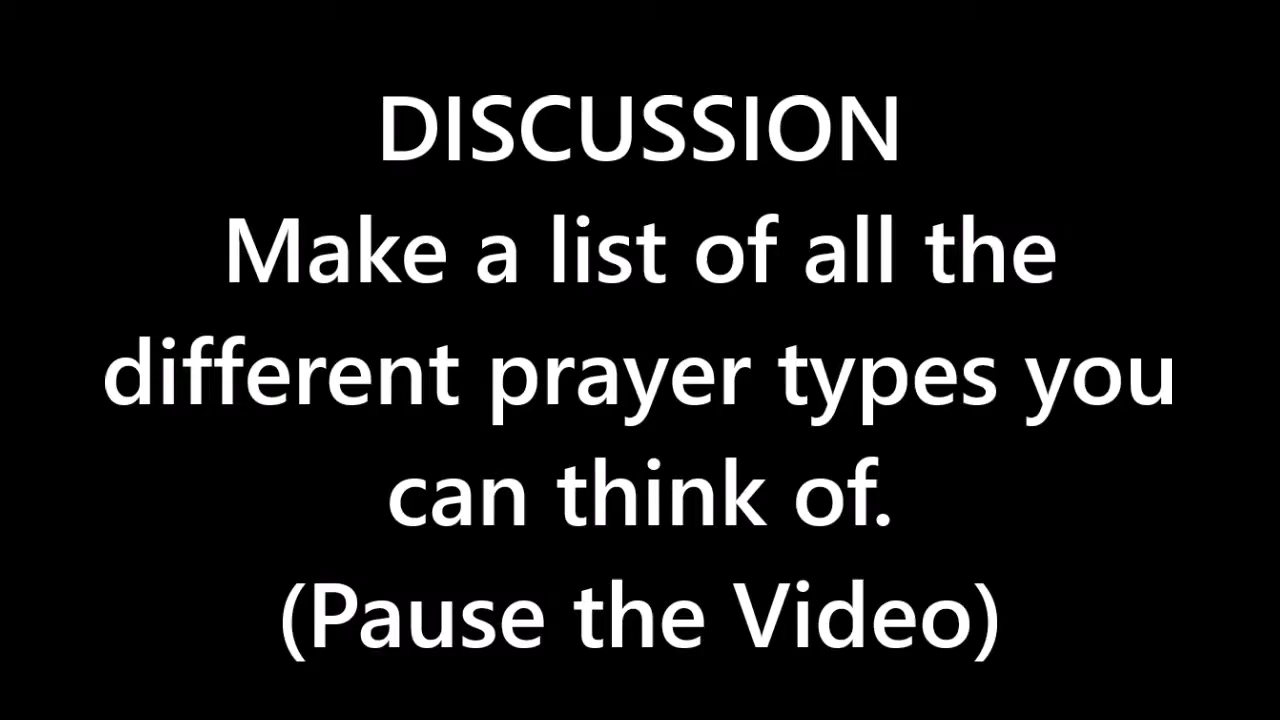 DISCUSSION
Make a list of all the
different prayer types you
can think of.
(Pause the Video)